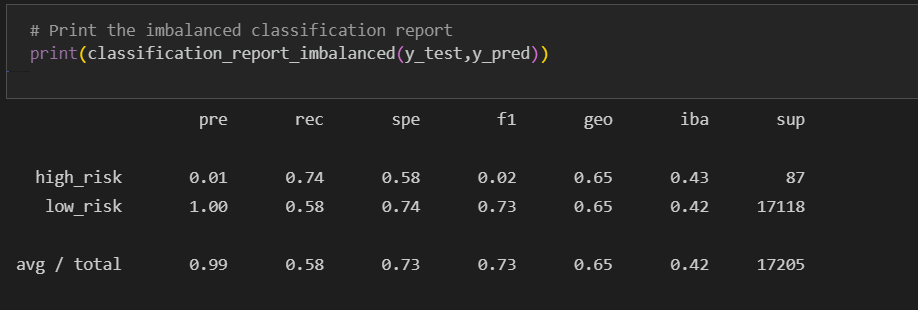 # Print the imbalanced classification report
print(classification_report_imbalanced(y_test,y_pred))
pre rec spe f1 geo iba sup
high_risk 0.01 0.74 0.58 0.02 0.65 0.43 87
low_risk 1.00 0.58 0.74 0.73 0.65 0.42 17118
avg / total 0.99 0.58 0.73 0.73 0.65 0.42 17205